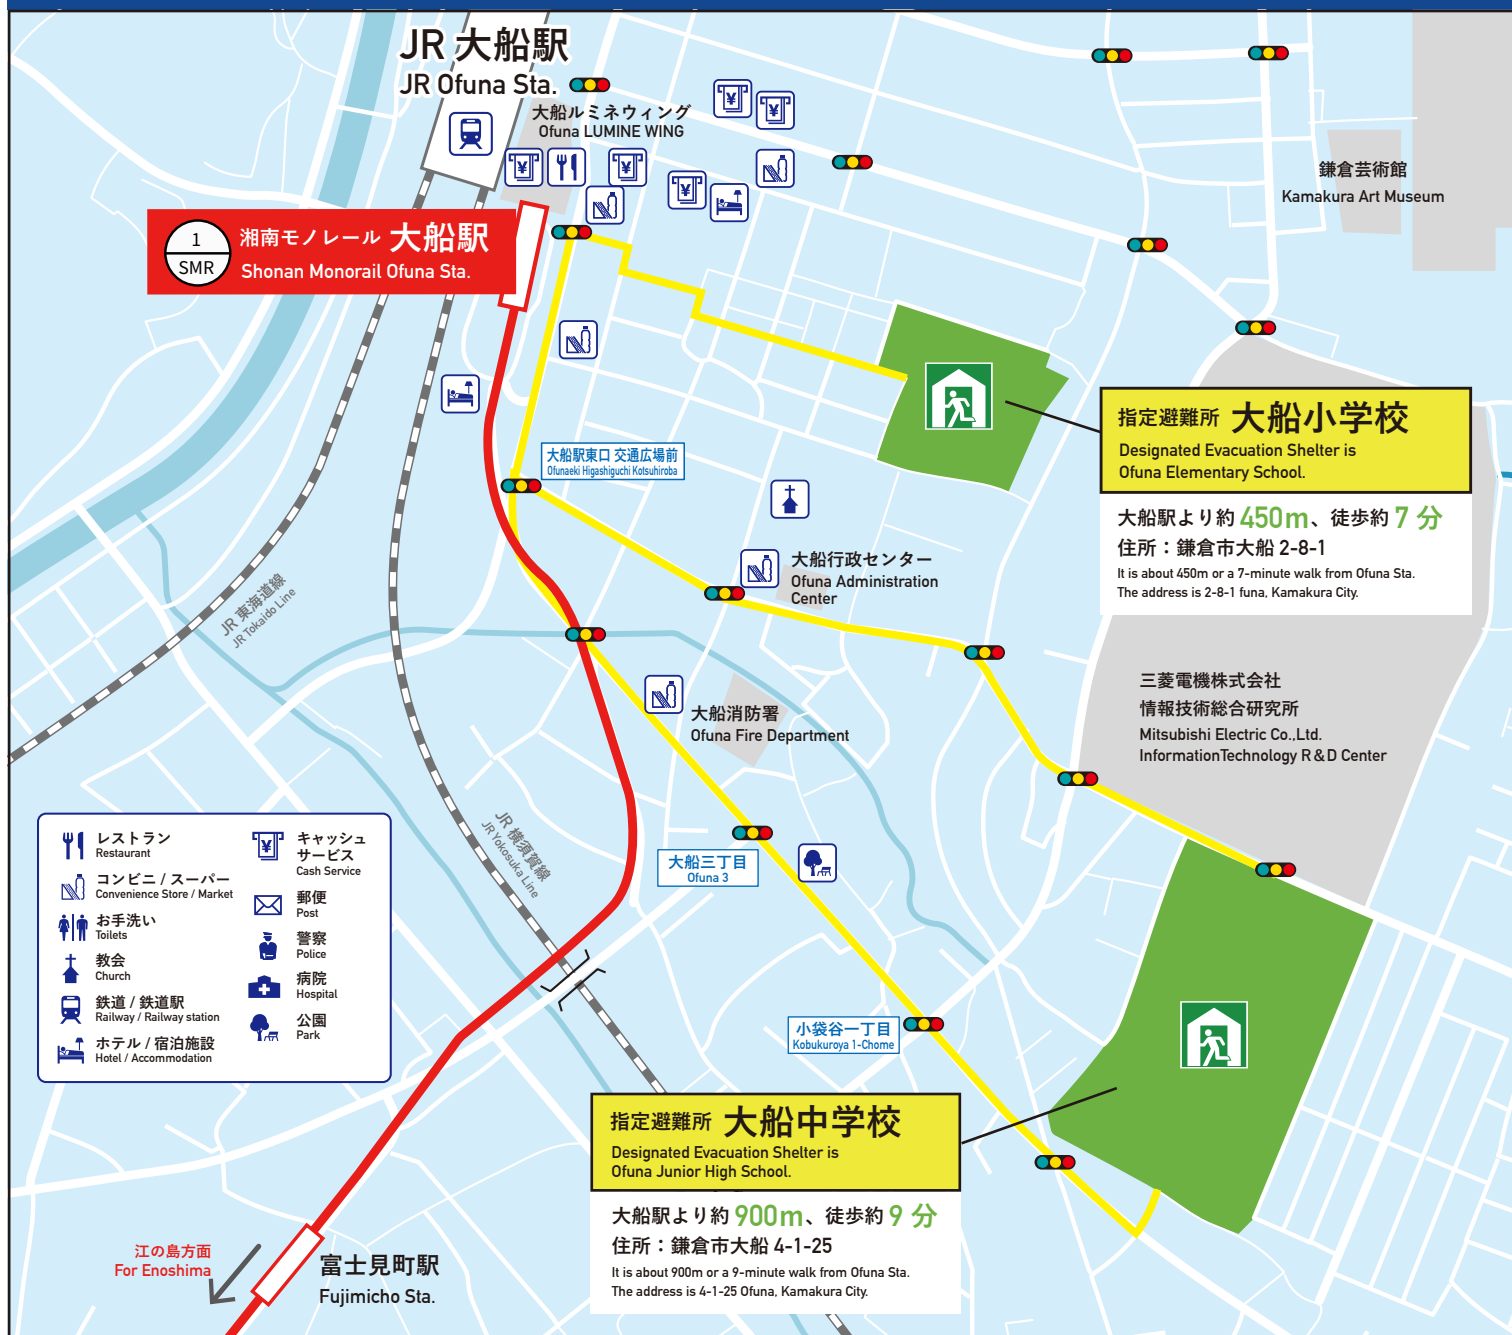 JR 大船駅
JR Ofuna Sta.
大船ルミネウィング
Ofuna LUMINE WING
鎌倉芸術館
Kamakura Art Museum
1
SMR
湘南モノレール 大船駅
Shonan Monorail Ofuna Sta.
指定避難所 大船小学校
Designated Evacuation Shelter is
Ofuna Elementary School.
大船駅より約 450m、徒歩約 7 分
住所：鎌倉市大船 2-8-1
It is about 450m or a 7-minute walk from Ofuna Sta.
The address is 2-8-1 funa, Kamakura City.
大船駅東口 交通広場前
Ofunaeki Higashiguchi Kotsuhiroba
大船行政センター
Ofuna Administration
Center
JR 東海道線
JR Tokaido Line
三菱電機株式会社
情報技術総合研究所
Mitsubishi Electric Co.,Ltd.
InformationTechnology R&D Center
大船消防署
Ofuna Fire Department
JR 横須賀線
JR Yokosuka Line
大船三丁目
Ofuna 3
レストラン
Restaurant
コンビニ / スーパー
Convenience Store / Market
お手洗い
Toilets
教会
Church
鉄道 / 鉄道駅
Railway / Railway station
ホテル / 宿泊施設
Hotel / Accommodation
キャッシュ
サービス
Cash Service
郵便
Post
警察
Police
病院
Hospital
公園
Park
小袋谷一丁目
Kobukuroya 1-Chome
指定避難所 大船中学校
Designated Evacuation Shelter is
Ofuna Junior High School.
大船駅より約 900m、徒歩約 9 分
住所：鎌倉市大船 4-1-25
It is about 900m or a 9-minute walk from Ofuna Sta.
The address is 4-1-25 Ofuna, Kamakura City.
江の島方面
For Enoshima
富士見町駅
Fujimicho Sta.